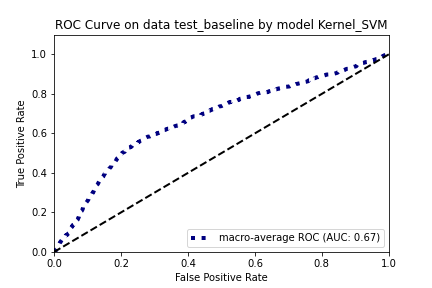 ROC Curve on data test_baseline by model Kernel_SVM
True Positive Rate
1.0
0.8
0.6
0.4
0.2
0.0
macro-average ROC (AUC: 0.67)
0.0 0.2 0.4 0.6 0.8 1.0
False Positive Rate